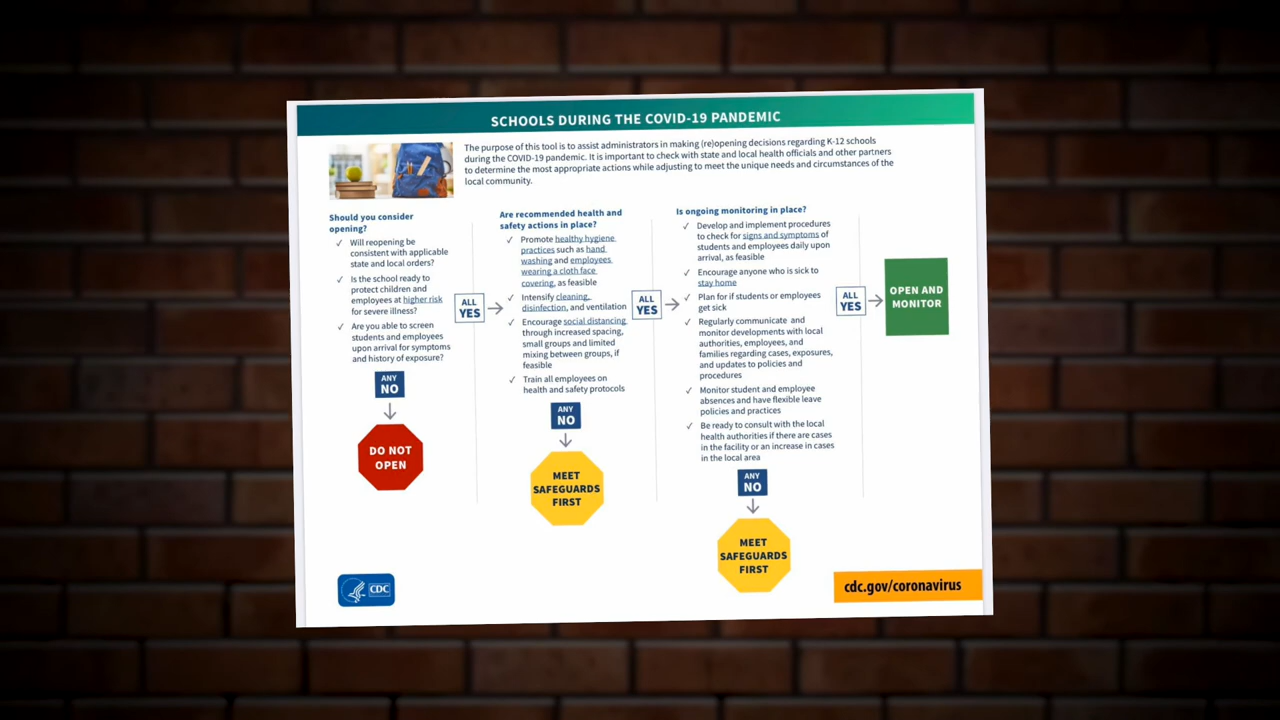 SCHOOLS DURING THE COVID-19 PANDEMIC
The purpose of this tool is to assist administrators in making (re)opening decisions regarding K-12 schools
during the COVID-19 pandemic. It is important to check with state and local health officials and other partners
to determine the most appropriate actions while adjusting to meet the unique needs and circumstances of the
local community.
Should you consider
opening?
✓ Will reopening be
consistent with applicable
state and local orders?
✓ Is the school ready to
protect children and
employees at higher risk
for severe illness?
✓ Are you able to screen
students and employees
upon arrival for symptoms
and history of exposure?
ANY
NO
DO NOT
OPEN
ALL
YES
Are recommended health and
safety actions in place?
✓ Promote healthy hygiene
practices such as hand
washing and employees
wearing a cloth face
covering, as feasible
✓ Intensify cleaning,
disinfection, and ventilation
✓ Encourage social distancing
through increased spacing,
small groups and limited
mixing between groups, if
feasible
✓ Train all employees on
health and safety protocols
ANY
NO
MEET
SAFEGUARDS
FIRST
ALL
YES
Is ongoing monitoring in place?
✓ Develop and implement procedures
to check for signs and symptoms of
students and employees daily upon
arrival, as feasible
✓ Encourage anyone who is sick to
stay home
✓ Plan for if students or employees
get sick
✓ Regularly communicate and
monitor developments with local
authorities, employees, and
families regarding cases, exposures,
and updates to policies and
procedures
✓ Monitor student and employee
absences and have flexible leave
policies and practices
✓ Be ready to consult with the local
health authorities if there are cases
in the facility or an increase in cases
in the local area
ANY
NO
MEET
SAFEGUARDS
FIRST
ALL
YES
OPEN AND
MONITOR
CDC
cdc.gov/coronavirus